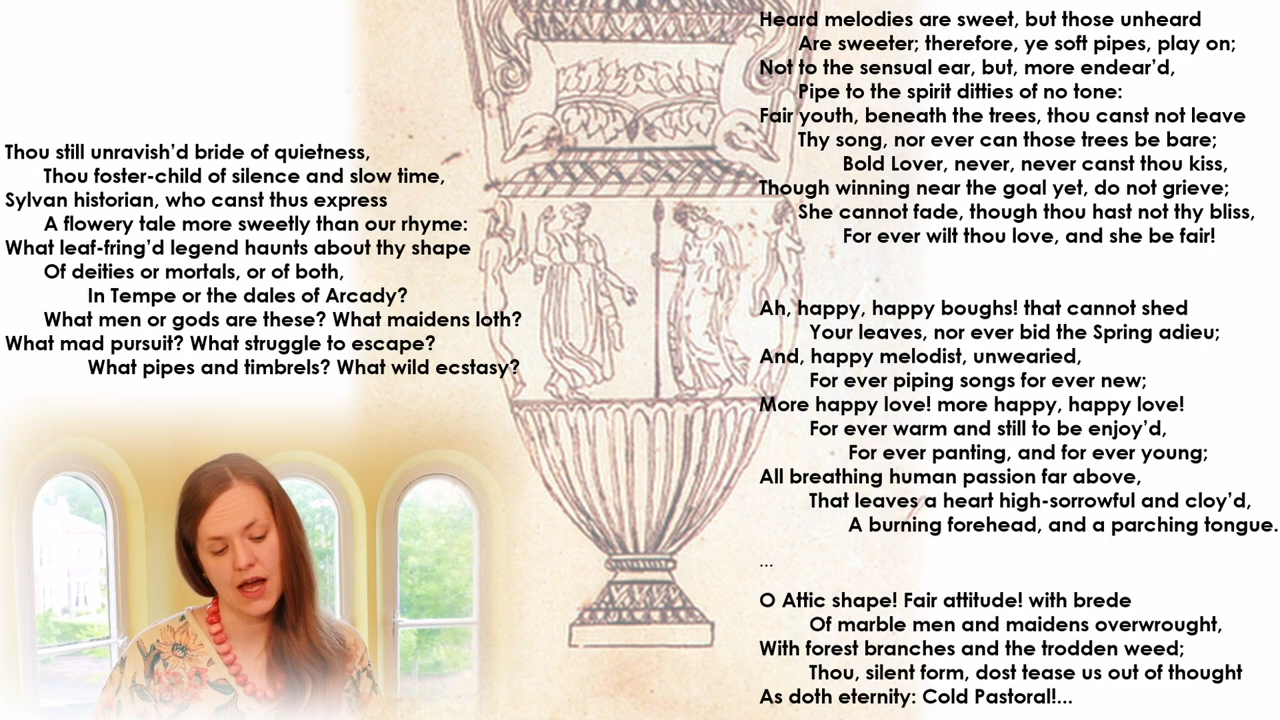 Thou still unravish’d bride of quietness,
Thou foster-child of silence and slow time,
Sylvan historian, who canst thus express
A flowery tale more sweetly than our rhyme:
What leaf-fring’d legend haunts about thy shape
Of deities or mortals, or of both,
In Tempe or the dales of Arcady?
What men or gods are these? What maidens loth?
What mad pursuit? What struggle to escape?
What pipes and timbrels? What wild ecstasy?
Heard melodies are sweet, but those unheard
Are sweeter; therefore, ye soft pipes, play on;
Not to the sensual ear, but, more endear’d,
Pipe to the spirit ditties of no tone:
Fair youth, beneath the trees, thou canst not leave
Thy song, nor ever can those trees be bare;
Bold Lover, never, never canst thou kiss,
Though winning near the goal yet, do not grieve;
She cannot fade, though thou hast not thy bliss,
For ever wilt thou love, and she be fair!
Ah, happy, happy boughs! that cannot shed
Your leaves, nor ever bid the Spring adieu;
And, happy melodist, unwearied,
For ever piping songs for ever new;
More happy love! more happy, happy love!
For ever warm and still to be enjoy’d,
For ever panting, and for ever young;
All breathing human passion far above,
That leaves a heart high-sorrowful and cloy’d,
A burning forehead, and a parching tongue.
...
O Attic shape! Fair attitude! with brede
Of marble men and maidens overwrought,
With forest branches and the trodden weed;
Thou, silent form, dost tease us out of thought
As doth eternity: Cold Pastoral!...